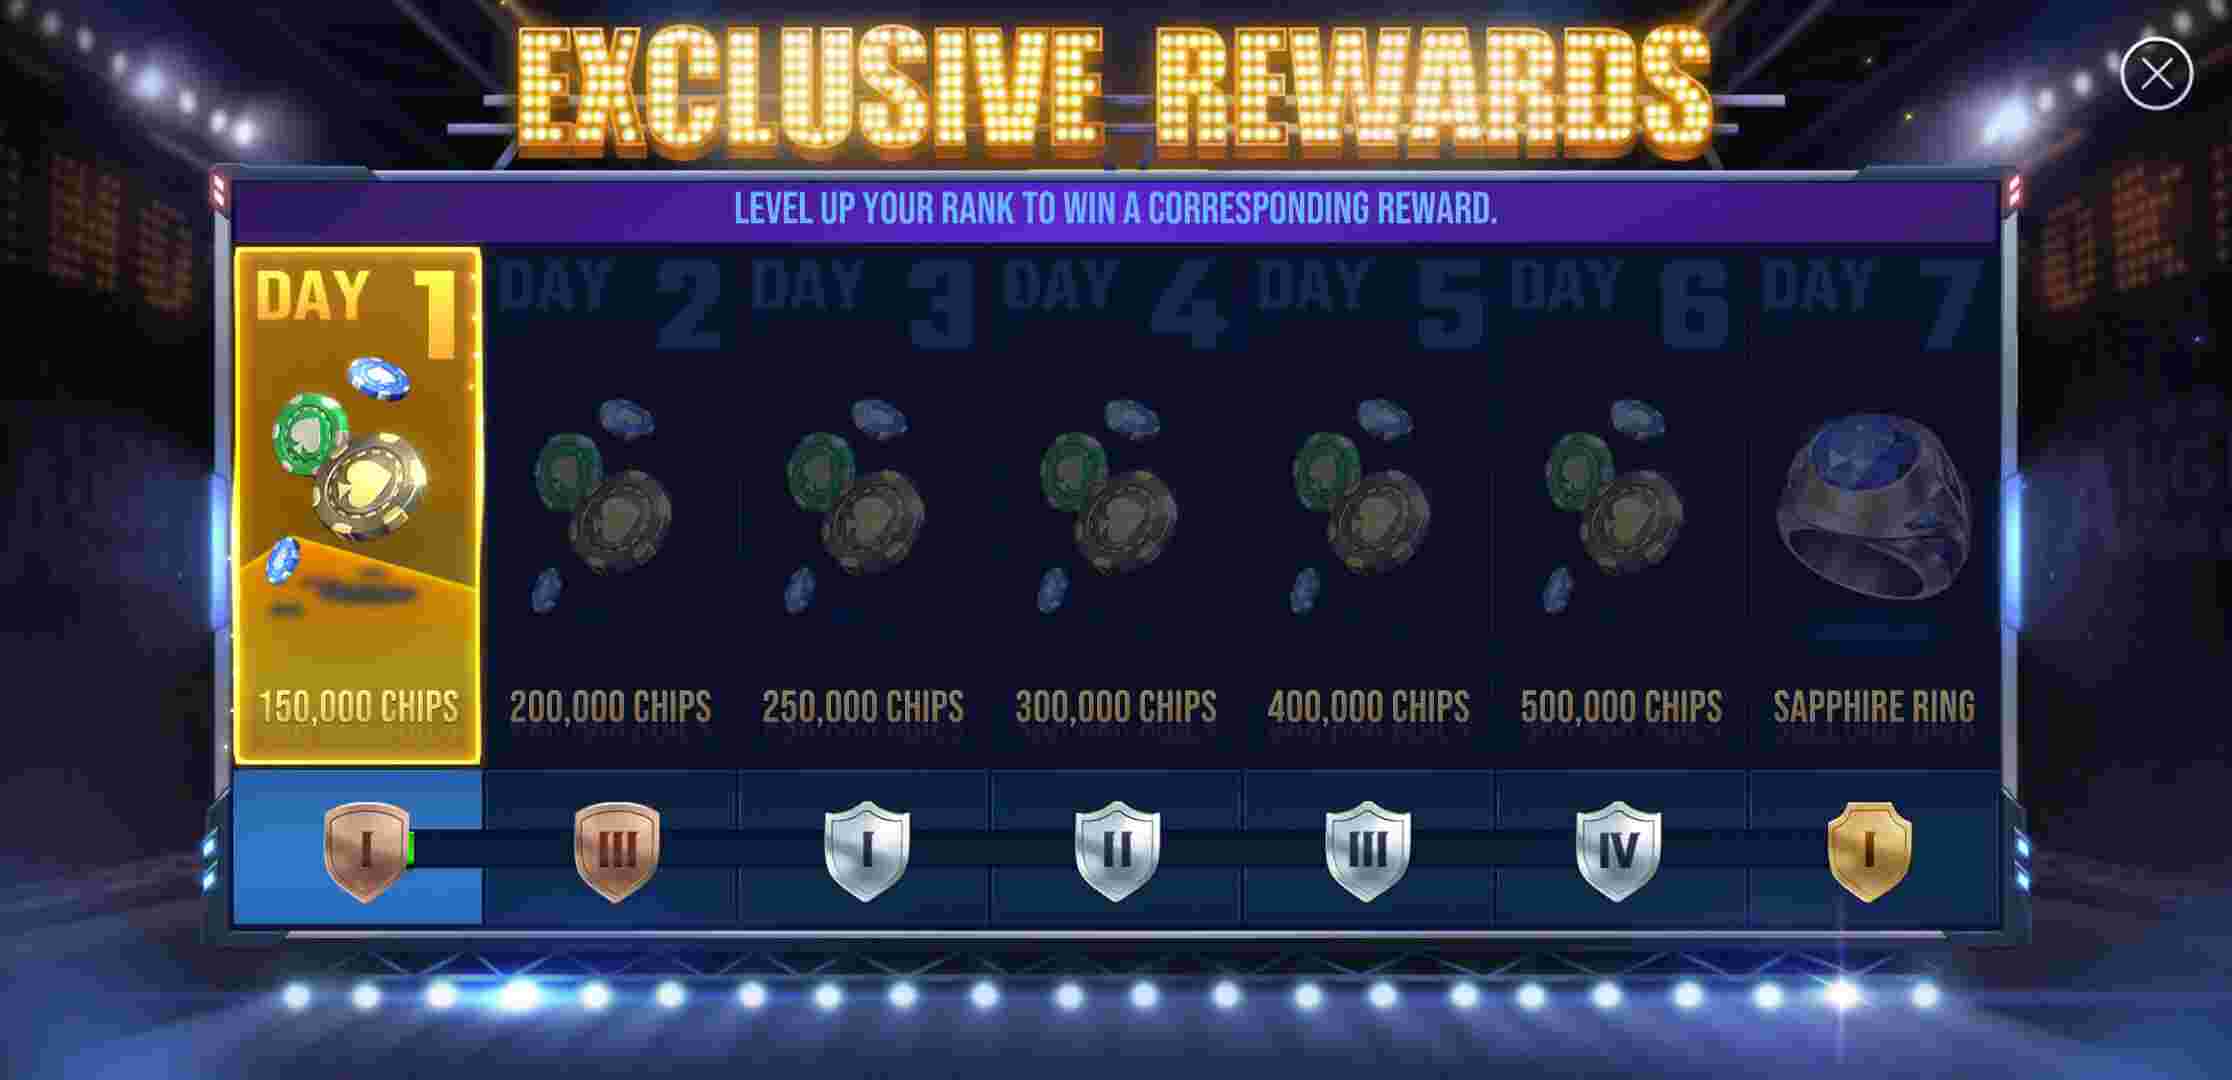 EXCLUSIVE REWARDS
LEVEL UP YOUR RANK TO WIN A CORRESPONDING REWARD.
DAY 1
DAY 2
DAY 3
DAY 4
DAY 5
DAY 6
DAY 7
150,000 CHIPS
200,000 CHIPS
250,000 CHIPS
300,000 CHIPS
400,000 CHIPS
500,000 CHIPS
SAPPHIRE RING
I
III
I
II
III
IV
I